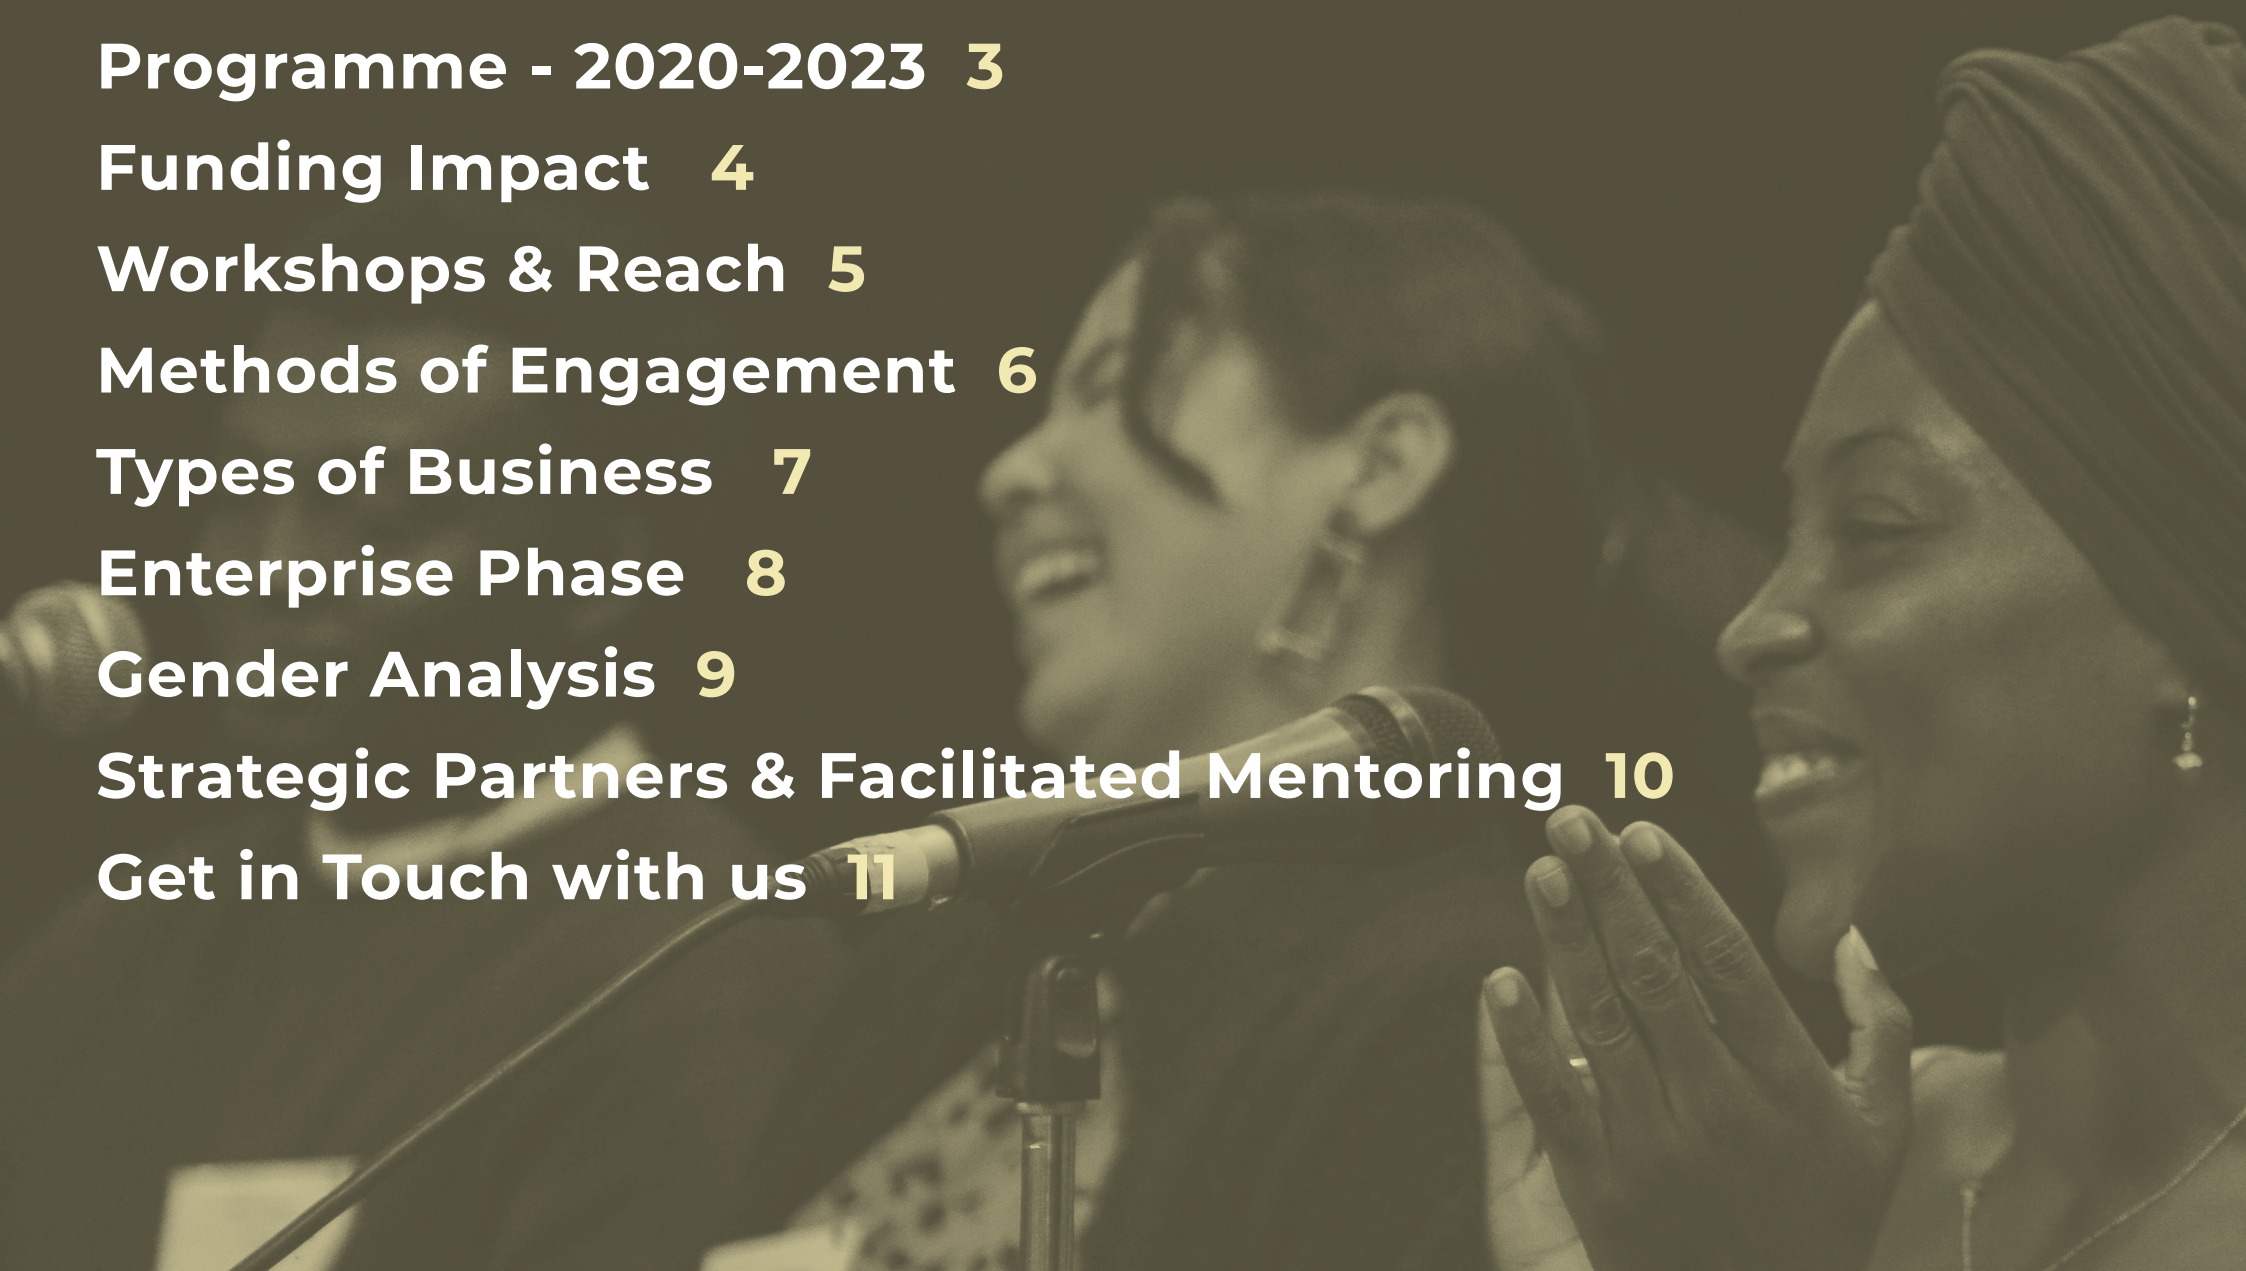 Programme - 2020-2023 3
Funding Impact 4
Workshops & Reach 5
Methods of Engagement 6
Types of Business 7
Enterprise Phase 8
Gender Analysis 9
Strategic Partners & Facilitated Mentoring 10
Get in Touch with us 11